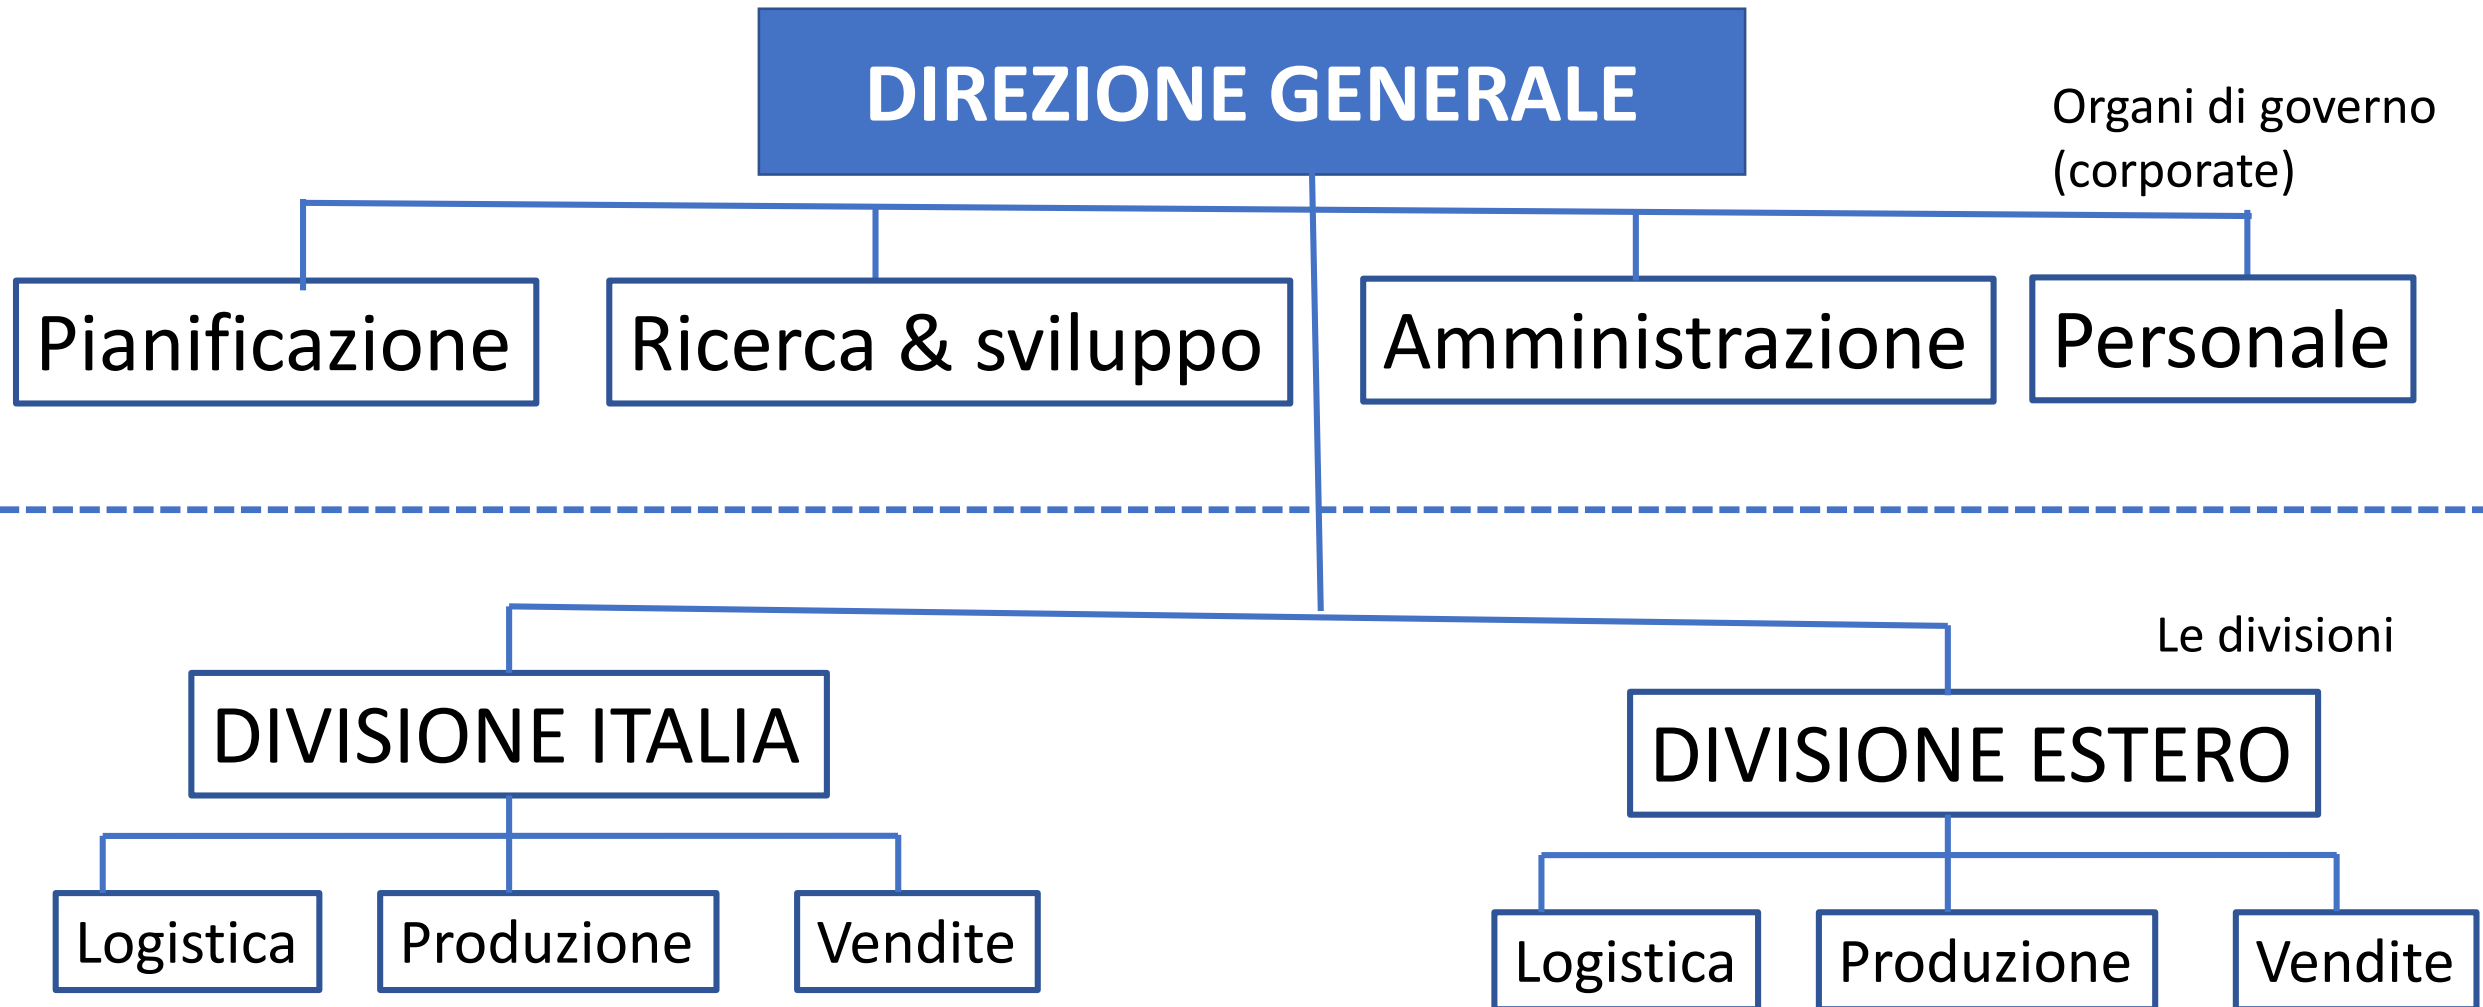 DIREZIONE GENERALE
Organi di governo
(corporate)
Pianificazione
Ricerca & sviluppo
Amministrazione
Personale
Le divisioni
DIVISIONE ITALIA
DIVISIONE ESTERO
Logistica
Produzione
Vendite
Logistica
Produzione
Vendite